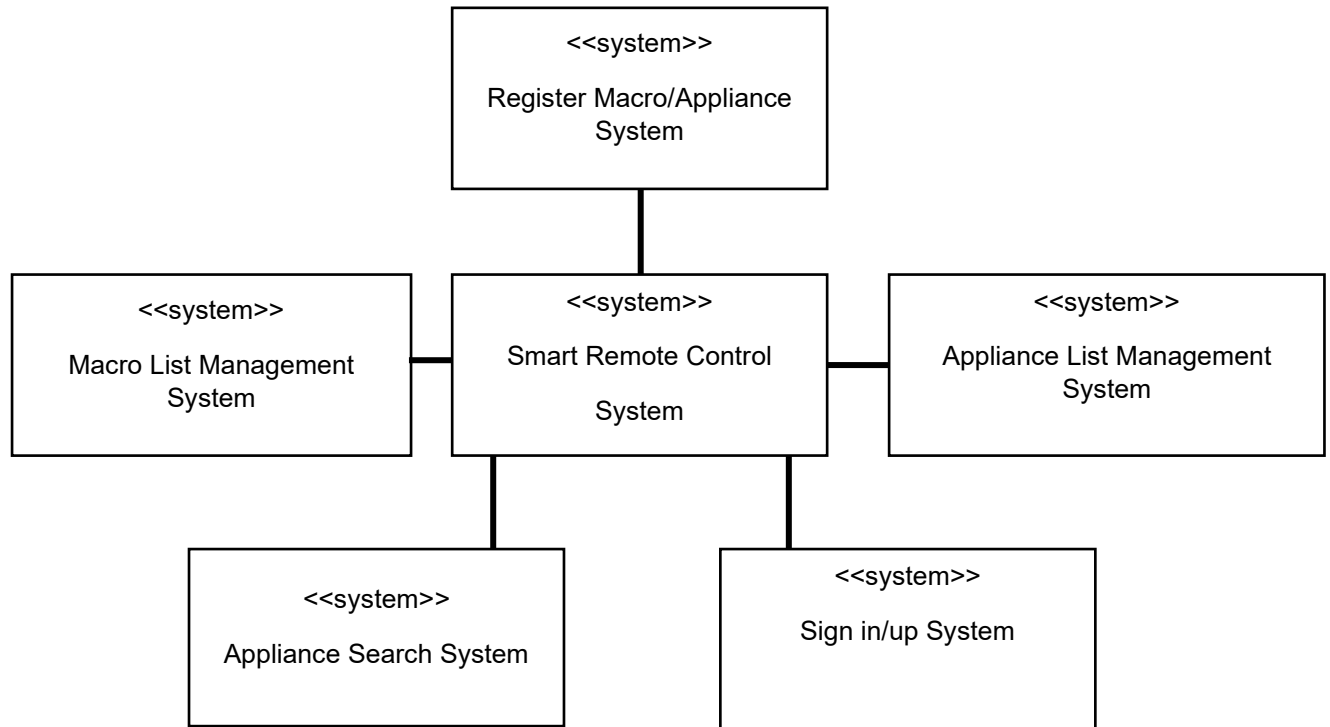 <<system>>
Register Macro/Appliance
System
<<system>>
Macro List Management
System
<<system>>
Smart Remote Control
System
<<system>>
Appliance List Management
System
<<system>>
Appliance Search System
<<system>>
Sign in/up System